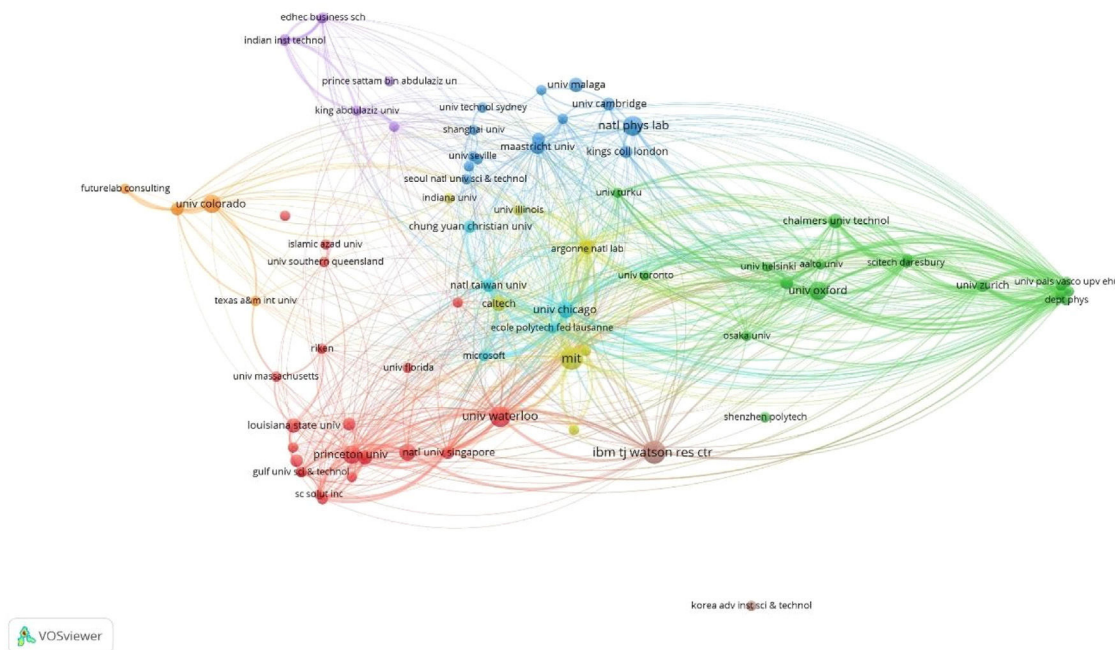 edhec business sch
indian inst technol
prince sattam bin abdulaziz un
king abdulaziz univ
univ malaga
univ technol sydney
univ cambridge
shanghai univ
natl phys lab
maastricht univ
kings coll london
univ seville
seoul natl univ sci & technol
futurelab consulting
univ colorado
indiana univ
univ turku
univ illinois
chung yuan christian univ
chalmers univ technol
islamic azad univ
argonne natl lab
univ southern queensland
univ helsinki
aalto univ
scitech daresbury
univ toronto
natl taiwan univ
univ oxford
univ zurich
univ pais vasco upv ehu
dept phys
texas a&m int univ
caltech
univ chicago
ecole polytech fed lausanne
osaka univ
riken
microsoft
mit
univ massachusetts
univ florida
univ waterloo
shenzhen polytech
louisiana state univ
princeton univ
natl univ singapore
ibm tj watson res ctr
gulf univ sci & technol
sc solut inc
korea adv inst sci & technol
VOSviewer